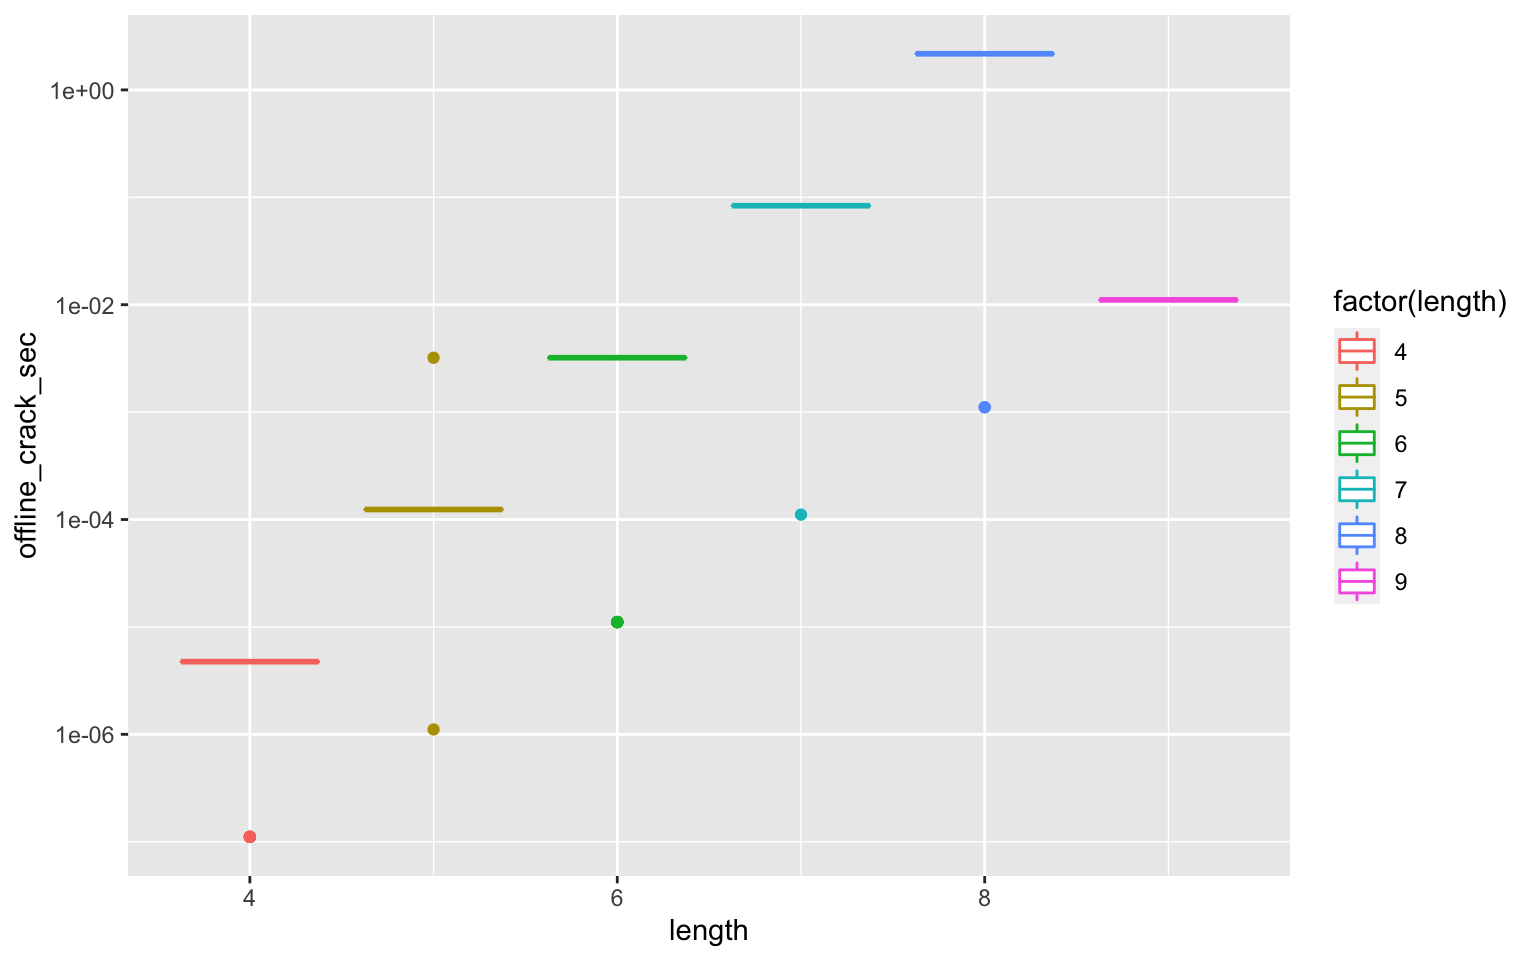 1e+00
1e-02
1e-04
1e-06
offline_crack_sec
4
6
8
length
factor(length)
4
5
6
7
8
9